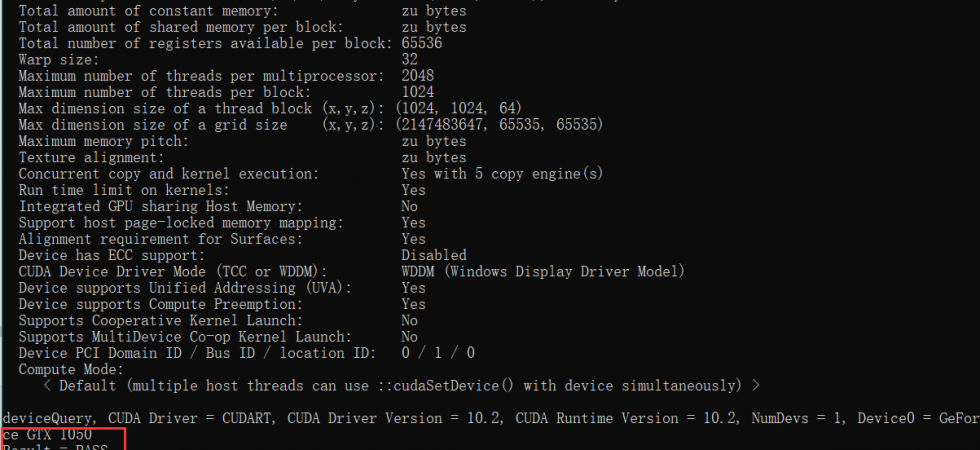 Total amount of constant memory: zu bytes
Total amount of shared memory per block: zu bytes
Total number of registers available per block: 65536
Warp size: 32
Maximum number of threads per multiprocessor: 2048
Maximum number of threads per block: 1024
Max dimension size of a thread block (x,y,z): (1024, 1024, 64)
Max dimension size of a grid size (x,y,z): (2147483647, 65535, 65535)
Maximum memory pitch: zu bytes
Texture alignment: zu bytes
Concurrent copy and kernel execution: Yes with 5 copy engine(s)
Run time limit on kernels: Yes
Integrated GPU sharing Host Memory: No
Support host page-locked memory mapping: Yes
Alignment requirement for Surfaces: Yes
Device has ECC support: Disabled
CUDA Device Driver Mode (TCC or WDDM): WDDM (Windows Display Driver Model)
Device supports Unified Addressing (UVA): Yes
Device supports Compute Preemption: Yes
Supports Cooperative Kernel Launch: No
Supports MultiDevice Co-op Kernel Launch: No
Device PCI Domain ID / Bus ID / location ID: 0 / 1 / 0
Compute Mode:
< Default (multiple host threads can use ::cudaSetDevice() with device simultaneously) >
deviceQuery, CUDA Driver = CUDART, CUDA Driver Version = 10.2, CUDA Runtime Version = 10.2, NumDevs = 1, Device0 = GeFor
ce GTX 1050
Result = PASS